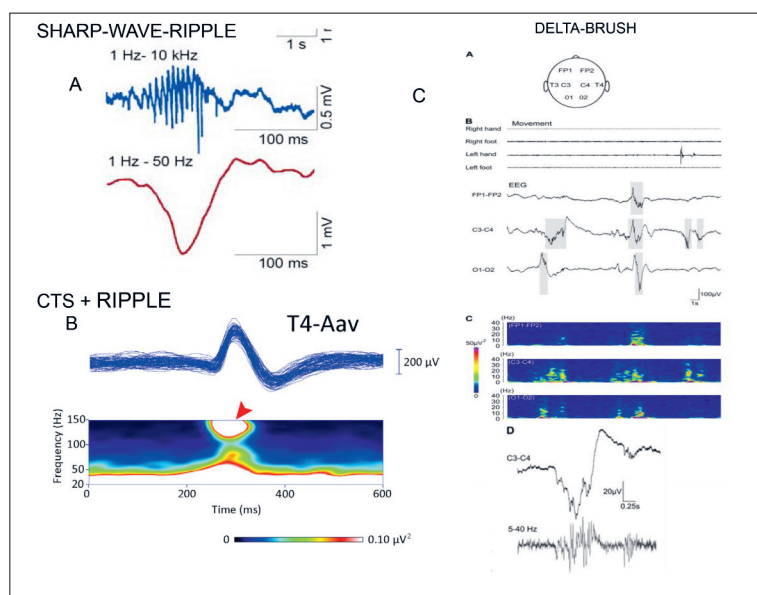 SHARP-WAVE-RIPPLE
1 s
A
1 Hz- 10 kHz
0.5 mV
100 ms
1 Hz - 50 Hz
1 mV
100 ms
CTS + RIPPLE
B
T4-Aav
200 µV
Frequency (Hz)
150
100
50
20
0
200
400
600
Time (ms)
0
0.10 µV²
DELTA-BRUSH
C
A
FP1 FP2
T3 C3 C4 T4
O1 O2
B
Movement
Right hand
Right foot
Left hand
Left foot
EEG
FP1-FP2
C3-C4
O1-O2
100µV
1s
C
(Hz)
50µV²
0
40
30
20
10
0
(FP1-FP2)
(Hz)
40
30
20
10
0
(C3-C4)
(Hz)
40
30
20
10
0
(O1-O2)
D
C3-C4
20µV
0.25s
5-40 Hz